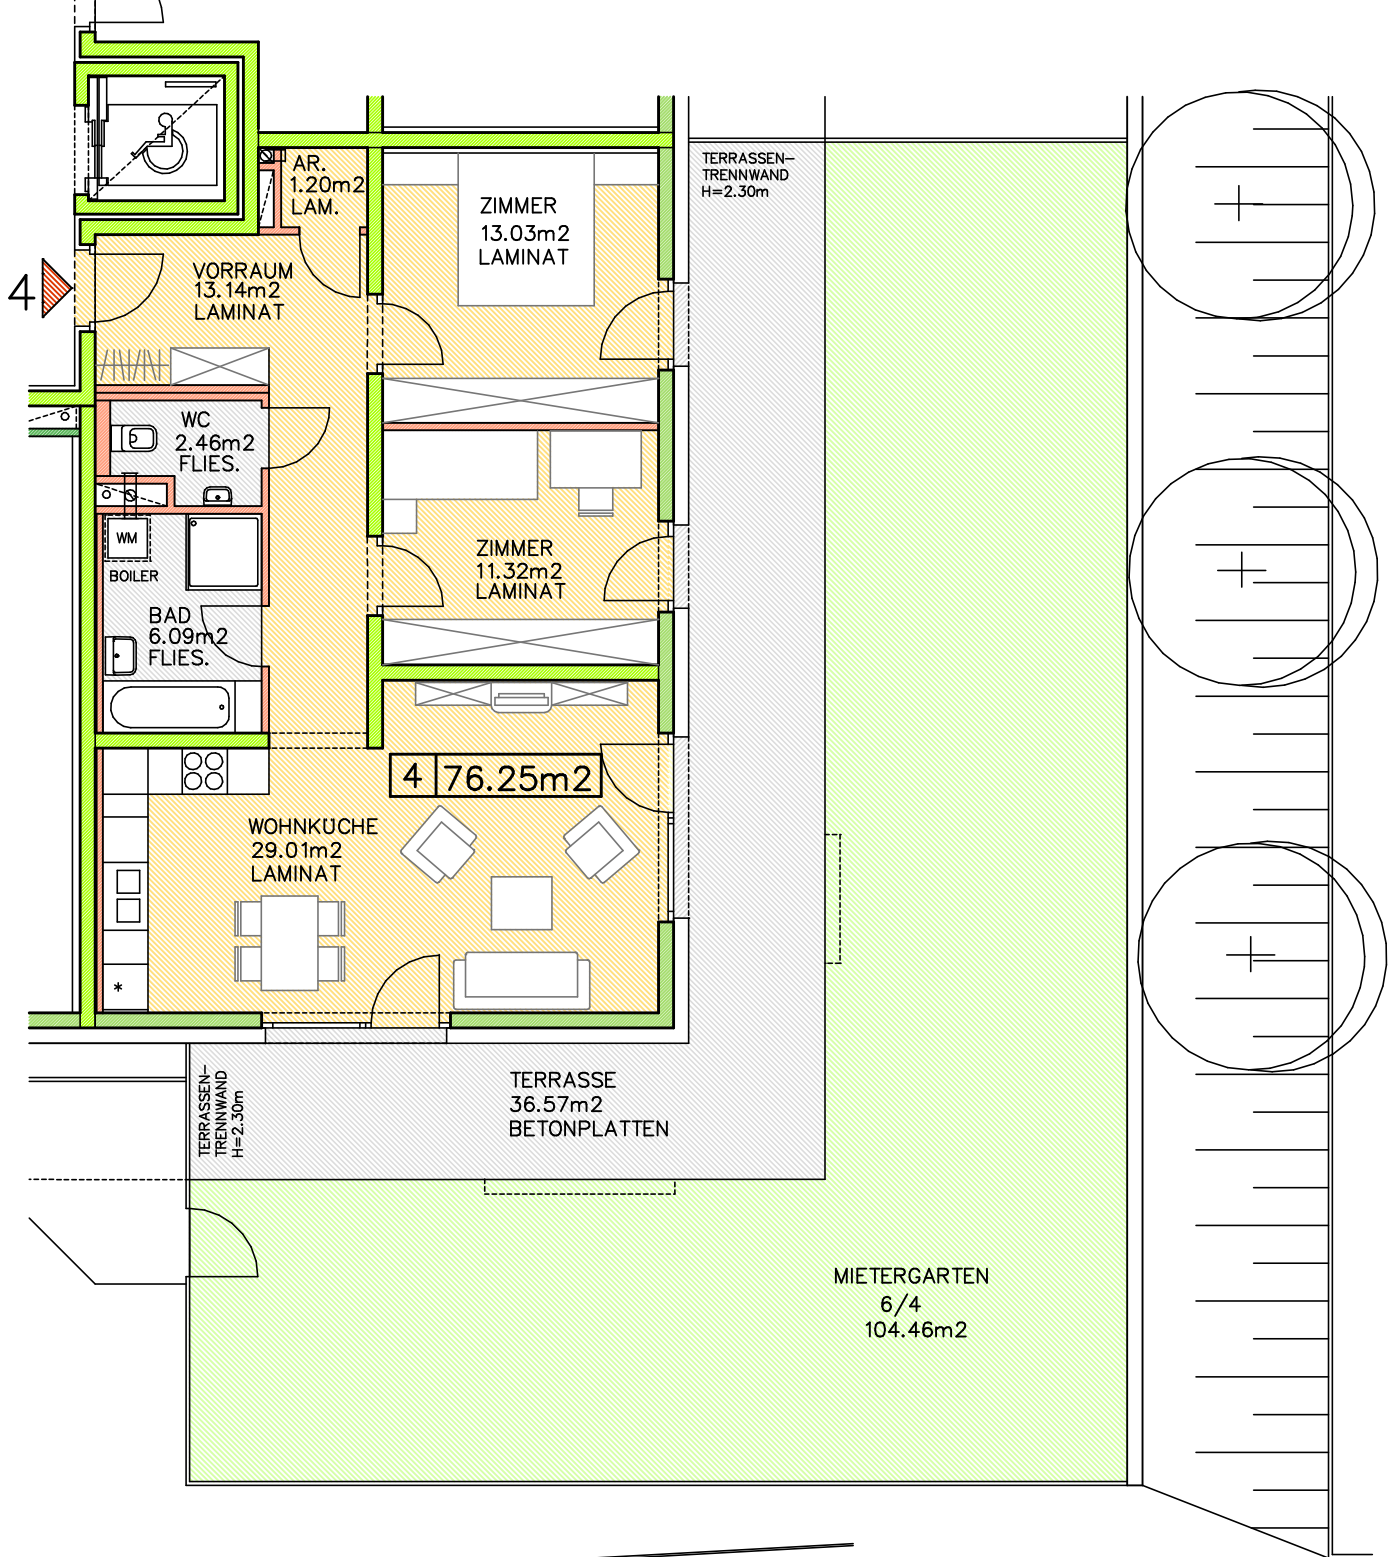 AR.
1.20m2
LAM.
ZIMMER
13.03m2
LAMINAT
TERRASSEN-
TRENNWAND
H=2.30m
4
VORRAUM
13.14m2
LAMINAT
WC
2.46m2
FLIES.
WM
BOILER
BAD
6.09m2
FLIES.
ZIMMER
11.32m2
LAMINAT
4 76.25m2
WOHNKÜCHE
29.01m2
LAMINAT
*
TERRASSEN-
TRENNWAND
H=2.30m
TERRASSE
36.57m2
BETONPLATTEN
MIETERGARTEN
6/4
104.46m2